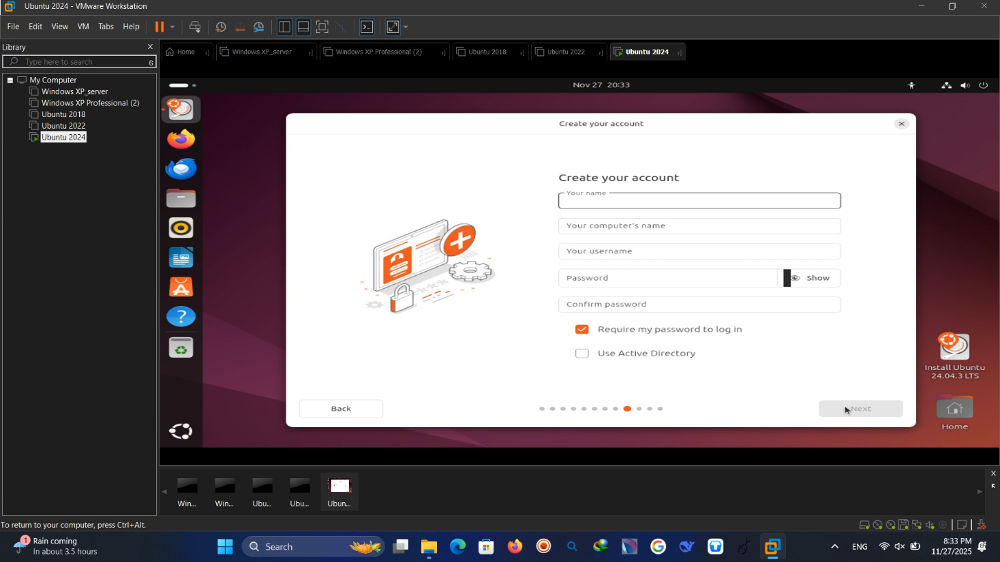 Ubuntu 2024 - VMware Workstation
File Edit View VM Tabs Help
Library
Type here to search
6
My Computer
Windows XP_server
Windows XP Professional (2)
Ubuntu 2018
Ubuntu 2022
Ubuntu 2024
Home
Windows XP_server
Windows XP Professional (2)
Ubuntu 2018
Ubuntu 2022
Ubuntu 2024
Nov 27 20:33
Create your account
Create your account
Your name
Your computer's name
Your username
Password
Show
Confirm password
Require my password to log in
Use Active Directory
Back
Next
Install Ubuntu
24.04.3 LTS
Home
Win...
Win...
Ubu...
Ubu...
Ubun...
To return to your computer, press Ctrl+Alt.
1
Rain coming
In about 3.5 hours
Search
ENG
8:33 PM
11/27/2025